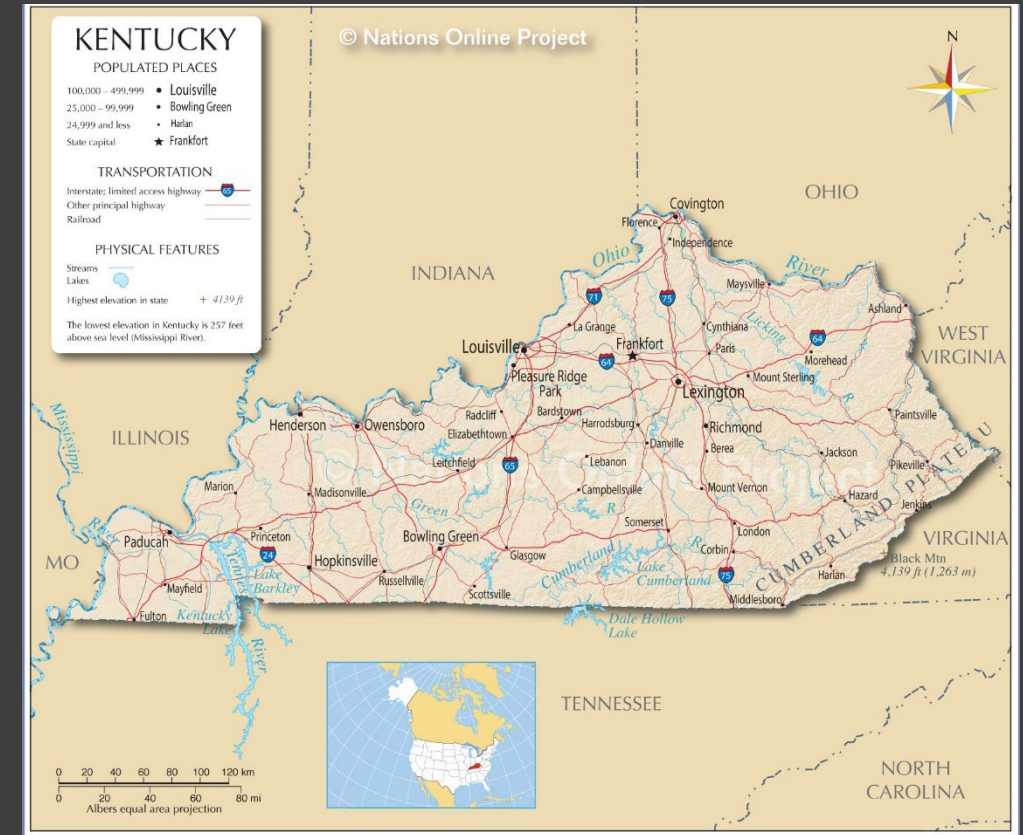 KENTUCKY
POPULATED PLACES
100,000 – 499,999 Louisville
25,000 – 99,999 Bowling Green
24,999 and less Harlan
State capital Frankfort
TRANSPORTATION
Interstate; limited access highway 65
Other principal highway
Railroad
PHYSICAL FEATURES
Streams
Lakes
Highest elevation in state + 4139 ft
The lowest elevation in Kentucky is 257 feet
above sea level (Mississippi River).
© Nations Online Project
N
OHIO
INDIANA
ILLINOIS
MO
WEST
VIRGINIA
VIRGINIA
TENNESSEE
NORTH
CAROLINA
Covington
Florence
Independence
Ohio
River
Maysville
Ashland
71
75
La Grange
Cynthiana
Licking
64
Louisville
Frankfort
64
Paris
Morehead
Pleasure Ridge
Park
Lexington
Mount Sterling
R
Henderson
Owensboro
Radcliff
Bardstown
Harrodsburg
Richmond
Paintsville
Elizabethtown
Danville
Berea
Jackson
Mississippi
Leitchfield
65
Lebanon
Pikeville
© Nations Online Project
Marion
Madisonville
Campbellsville
Mount Vernon
Hazard
Jenkins
Green
R
CUMBERLAND PLATEAU
River
Paducah
Princeton
Bowling Green
Somerset
London
24
Hopkinsville
Glasgow
Cumberland
R
Corbin
Black Mtn
4,139 ft (1,263 m)
Tennes
Lake
Barkley
Russellville
Lake
Cumberland
75
Harlan
Mayfield
Scottsville
Middlesboro
Fulton
Kentucky
Lake
River
Dale Hollow
Lake
0 20 40 60 80 100 120 km
0 20 40 60 80 mi
Albers equal area projection